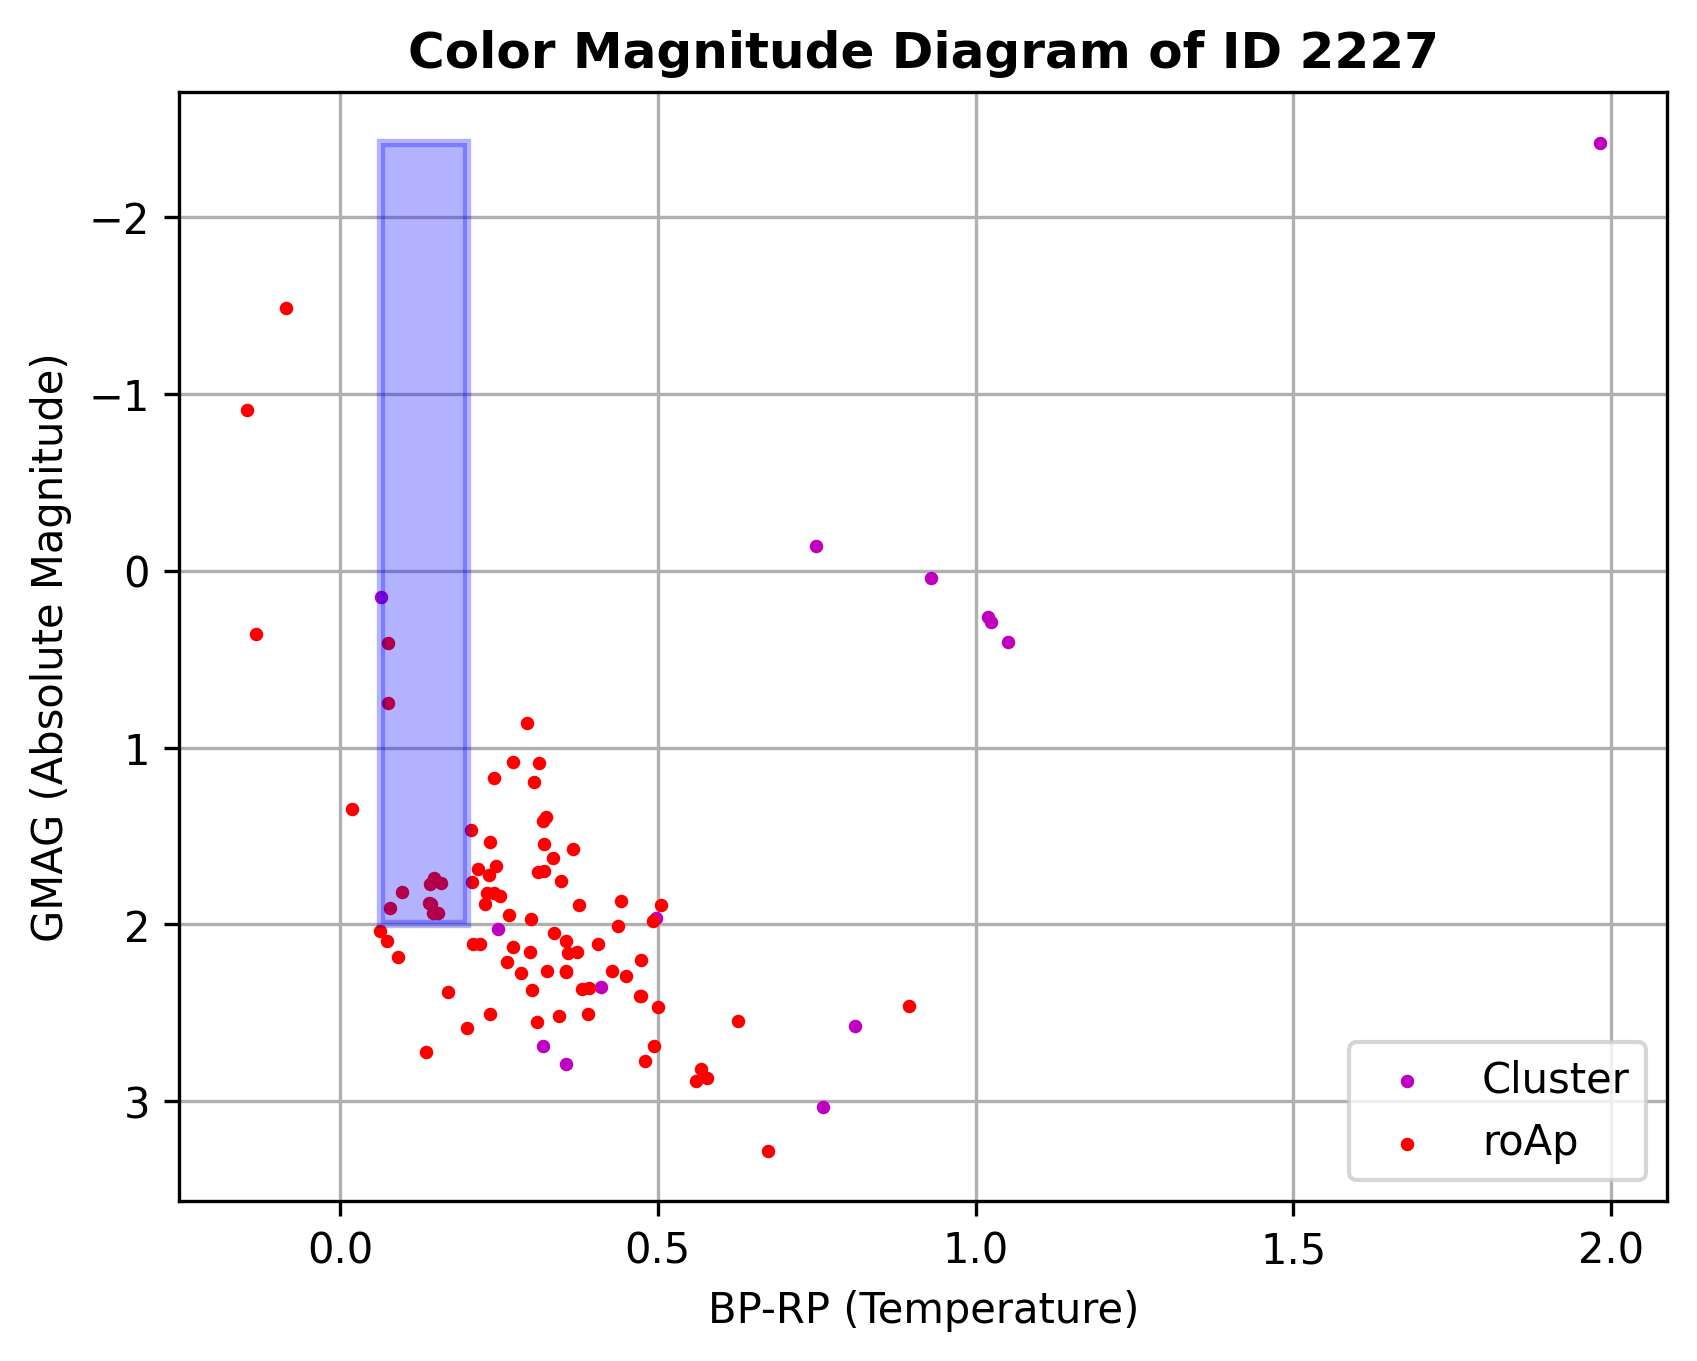 Color Magnitude Diagram of ID 2227
−2
−1
0
1
2
3
GMAG (Absolute Magnitude)
Cluster
roAp
0.0 0.5 1.0 1.5 2.0
BP-RP (Temperature)